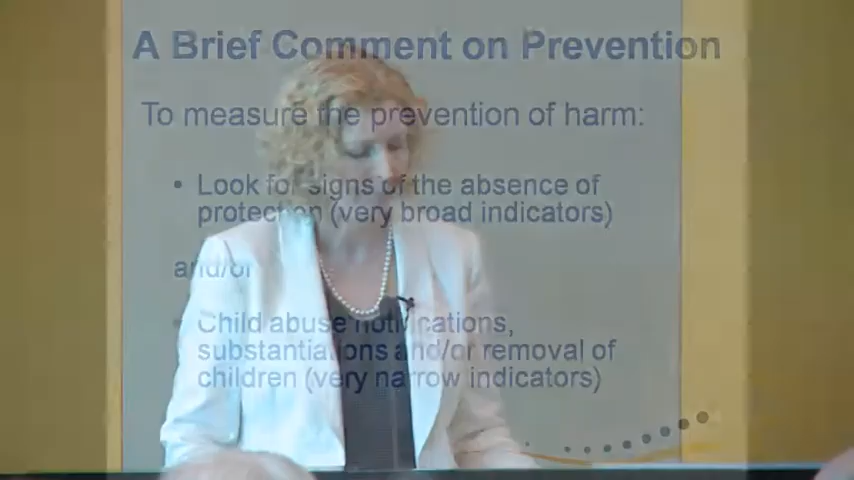 A Brief Comment on Prevention
To measure the prevention of harm:
• Look for signs of the absence of
protection (very broad indicators)
and/or
• Child abuse notifications,
substantiations and/or removal of
children (very narrow indicators)